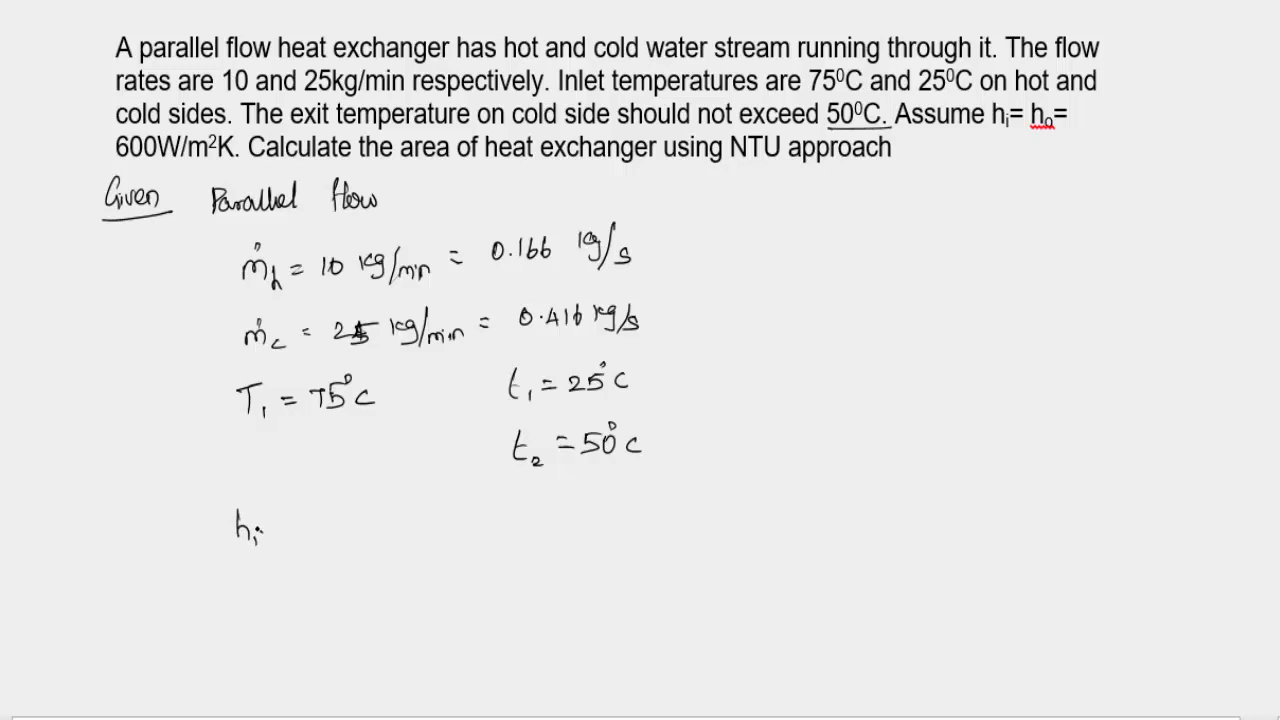 A parallel flow heat exchanger has hot and cold water stream running through it. The flow
rates are 10 and 25kg/min respectively. Inlet temperatures are 75⁰C and 25⁰C on hot and
cold sides. The exit temperature on cold side should not exceed 50⁰C. Assume hᵢ= hₒ=
600W/m²K. Calculate the area of heat exchanger using NTU approach
Given Parallel flow
ṁₕ = 10 kg/min = 0.166 kg/s
ṁc = 25 kg/min = 0.416 kg/s
T₁ = 75°C t₁ = 25°C
t₂ = 50°C
hᵢ